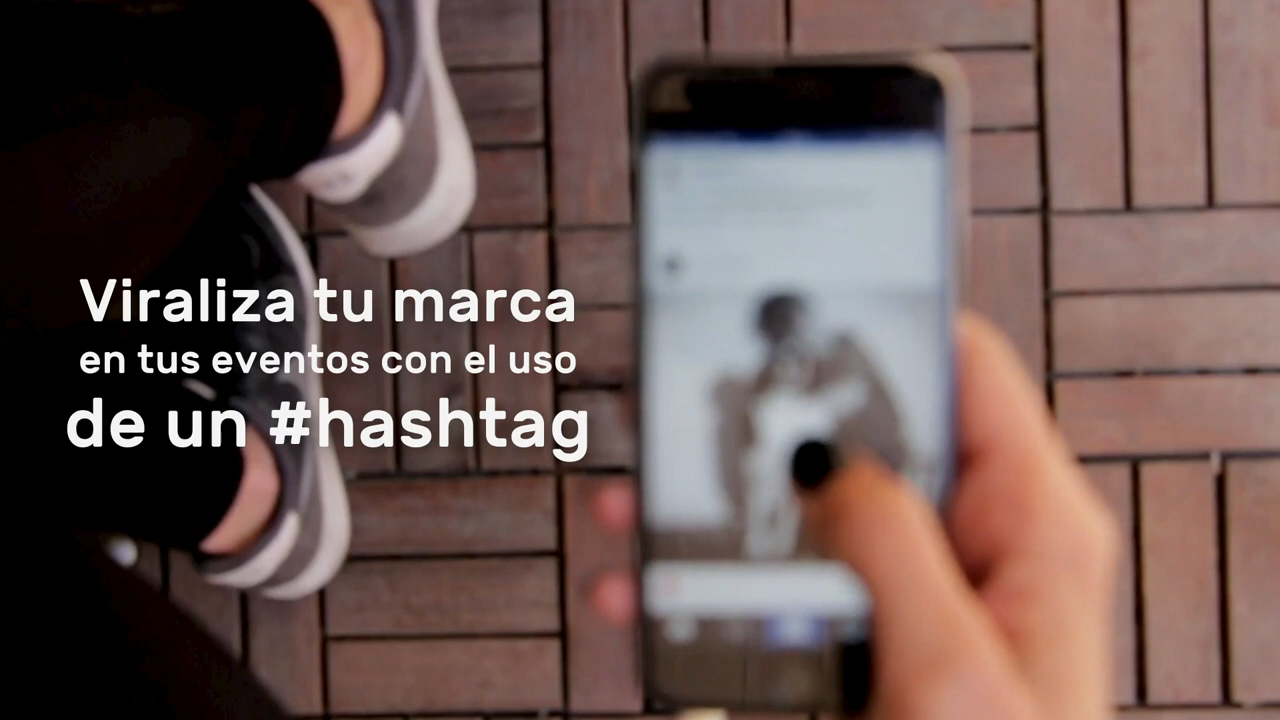 Viraliza tu marca
en tus eventos con el uso
de un #hashtag